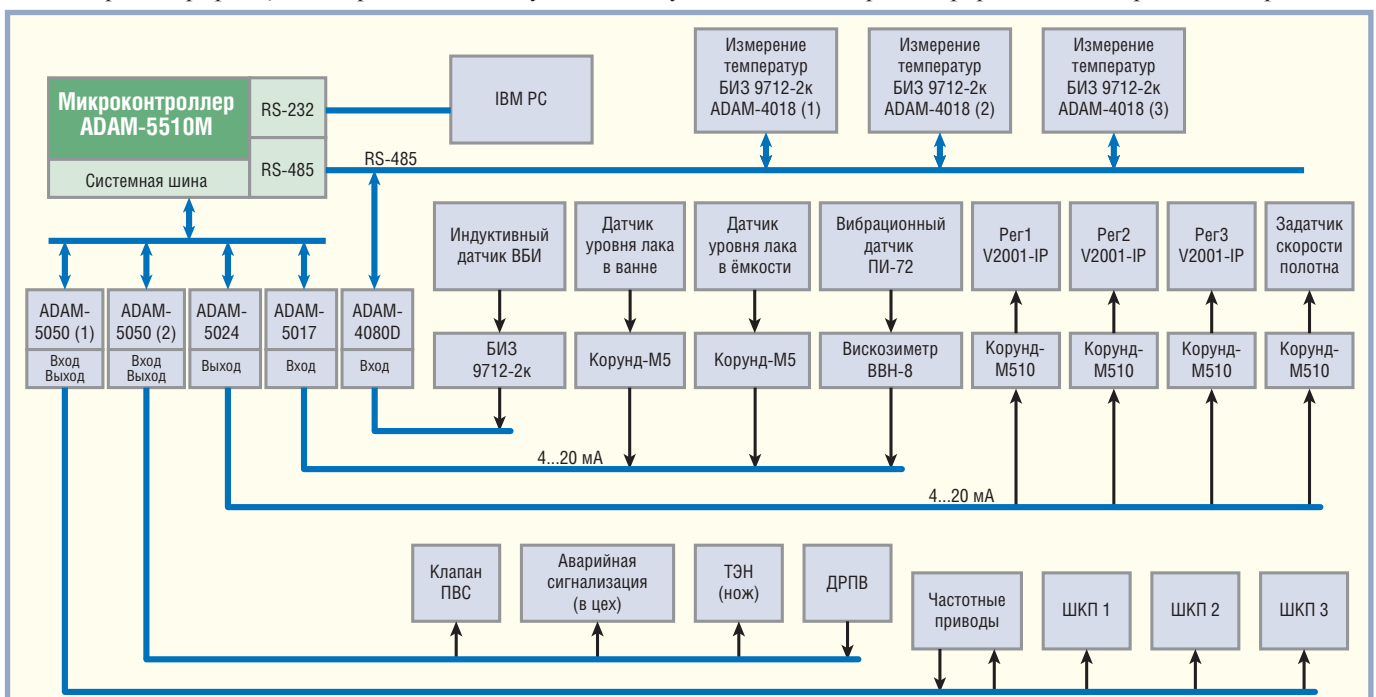 Микроконтроллер
ADAM-5510M
RS-232
RS-485
Системная шина
IBM PC
RS-485
Измерение
температур
БИЗ 9712-2к
ADAM-4018 (1)
Измерение
температур
БИЗ 9712-2к
ADAM-4018 (2)
Измерение
температур
БИЗ 9712-2к
ADAM-4018 (3)
Индуктивный
датчик ВБИ
Датчик
уровня лака
в ванне
Датчик
уровня лака
в ёмкости
Вибрационный
датчик
ПИ-72
Рег1
V2001-IP
Рег2
V2001-IP
Рег3
V2001-IP
Задатчик
скорости
полотна
ADAM-
5050 (1)
Вход
Выход
ADAM-
5050 (2)
Вход
Выход
ADAM-
5024
Выход
ADAM-
5017
Вход
ADAM-
4080D
Вход
БИЗ
9712-2к
Корунд-М5
Корунд-М5
Вискозиметр
ВВН-8
Корунд-
М510
Корунд-
М510
Корунд-
М510
Корунд-
М510
4...20 мА
4...20 мА
Клапан
ПВС
Аварийная
сигнализация
(в цех)
ТЭН
(нож)
ДРПВ
Частотные
приводы
ШКП 1
ШКП 2
ШКП 3